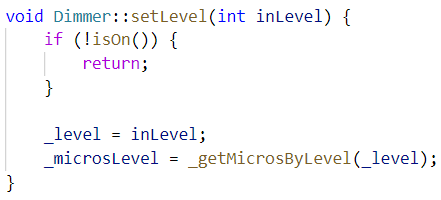 void Dimmer::setLevel(int inLevel) {
    if (!isOn()) {
        return;
    }

    _level = inLevel;
    _microsLevel = _getMicrosByLevel(_level);
}